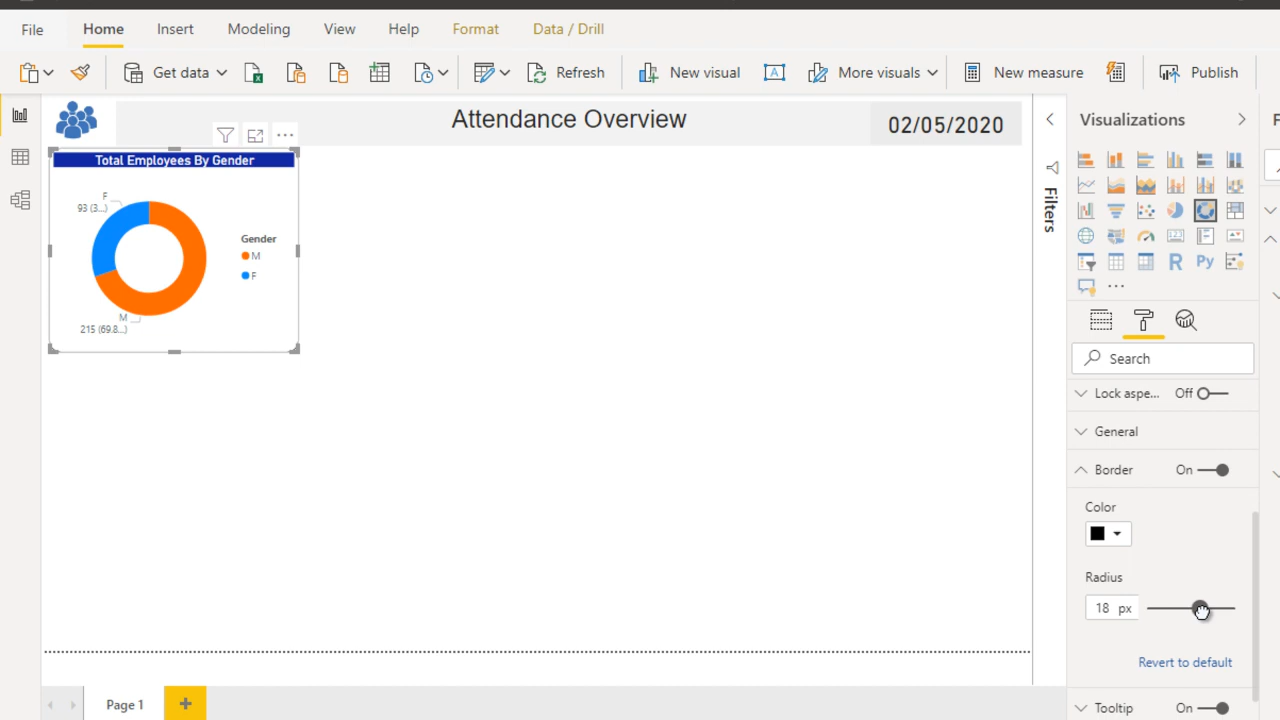 File Home Insert Modeling View Help Format Data / Drill
Get data Refresh New visual A More visuals New measure Publish
Attendance Overview 02/05/2020
Total Employees By Gender
F
93 (3...)
Gender
M
F
M
215 (69.8...)
Filters
Visualizations
123
R Py
Search
Lock aspe... Off
General
Border On
Color
Radius
18 px
Revert to default
Tooltip On
Page 1 +